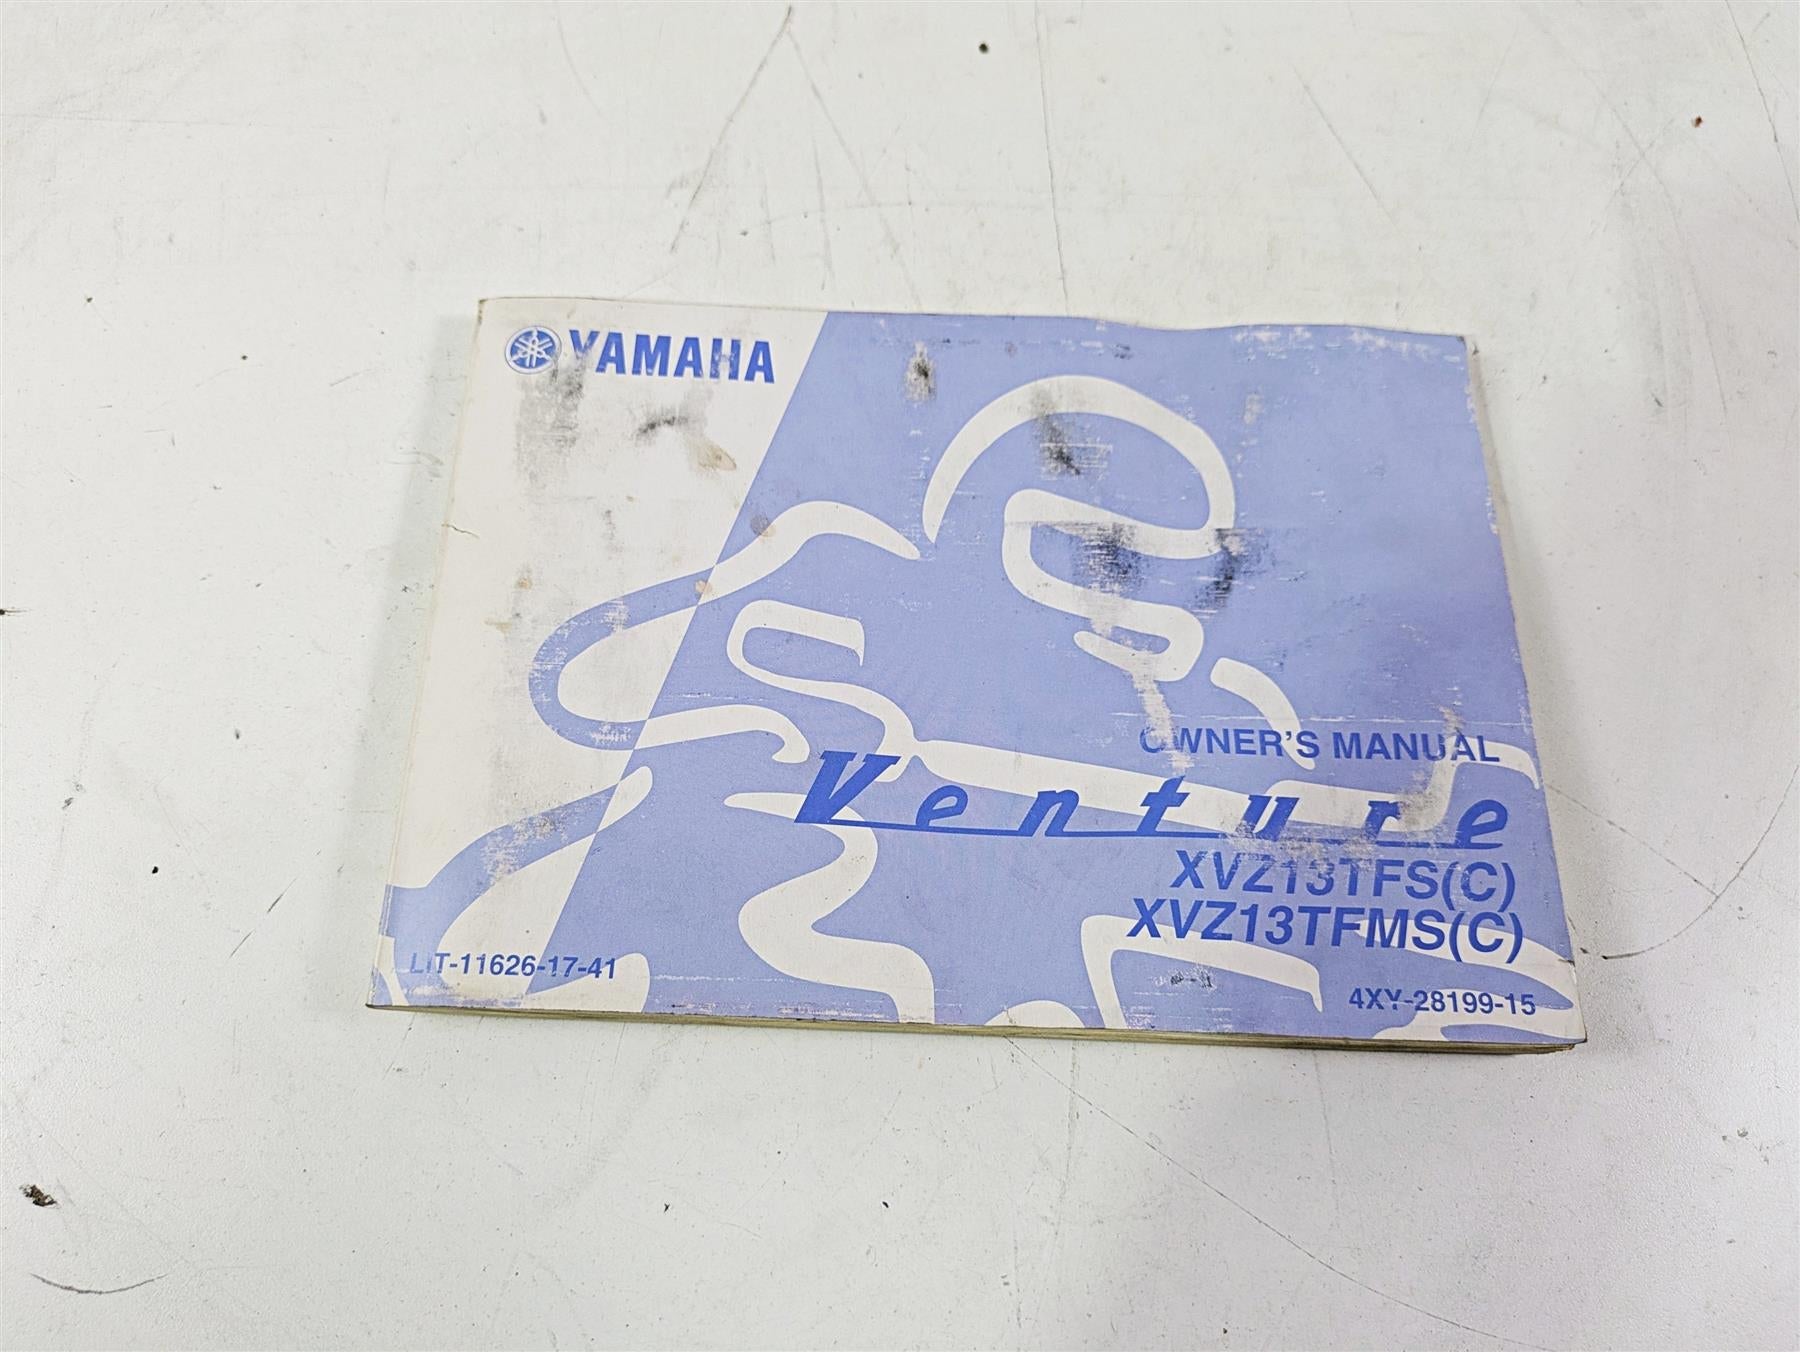 YAMAHA
OWNER'S MANUAL
Venture
XVZ13TFS(C)
XVZ13TFMS(C)
LIT-11626-17-41
4XY-28199-15